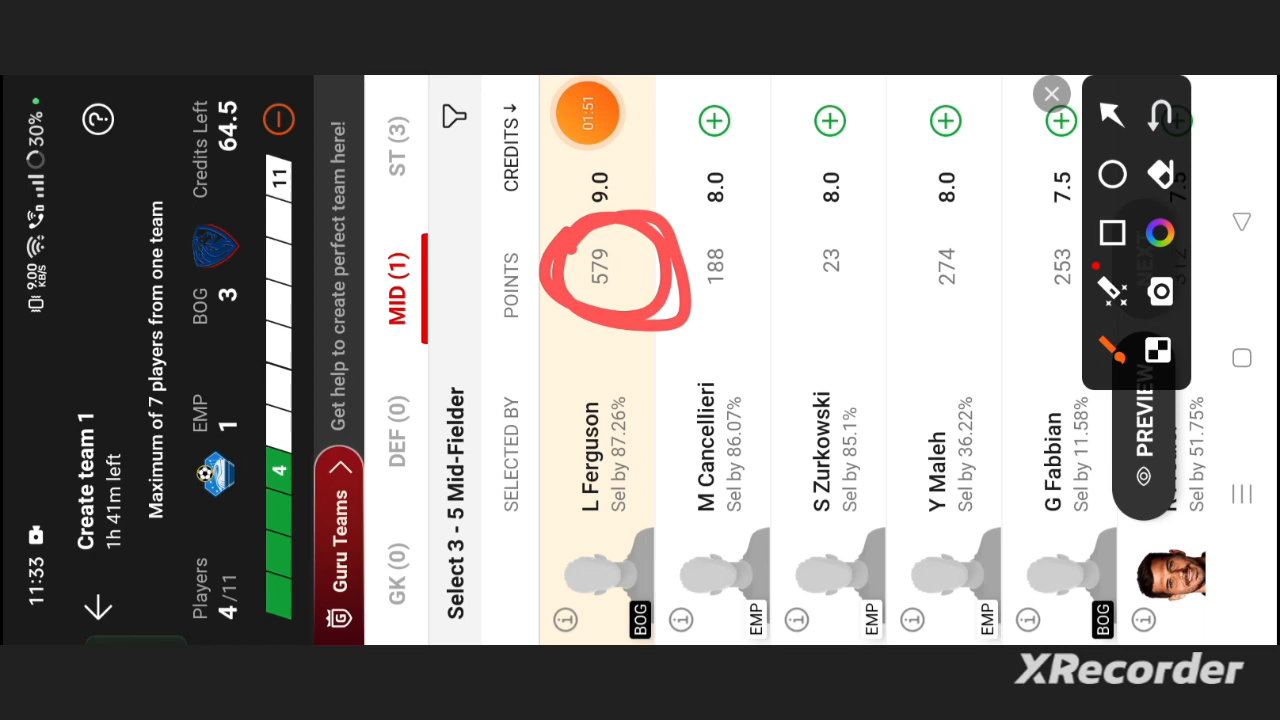 11:33
9.00 KB/S
30%
Create team 1
1h 41m left
Maximum of 7 players from one team
Players
4 /11
EMP
1
BOG
3
Credits Left
64.5
4
11
Guru Teams
Get help to create perfect team here!
GK (0)
DEF (0)
MID (1)
ST (3)
Select 3 - 5 Mid-Fielder
SELECTED BY
POINTS
CREDITS ↓
L Ferguson
Sel by 87.26%
579
9.0
01:51
BOG
M Cancellieri
Sel by 86.07%
188
8.0
EMP
S Zurkowski
Sel by 85.1%
23
8.0
EMP
Y Maleh
Sel by 36.22%
274
8.0
EMP
G Fabbian
Sel by 11.58%
253
7.5
BOG
PREVIEW
NEXT
Sel by 51.75%
312
7.5
XRecorder